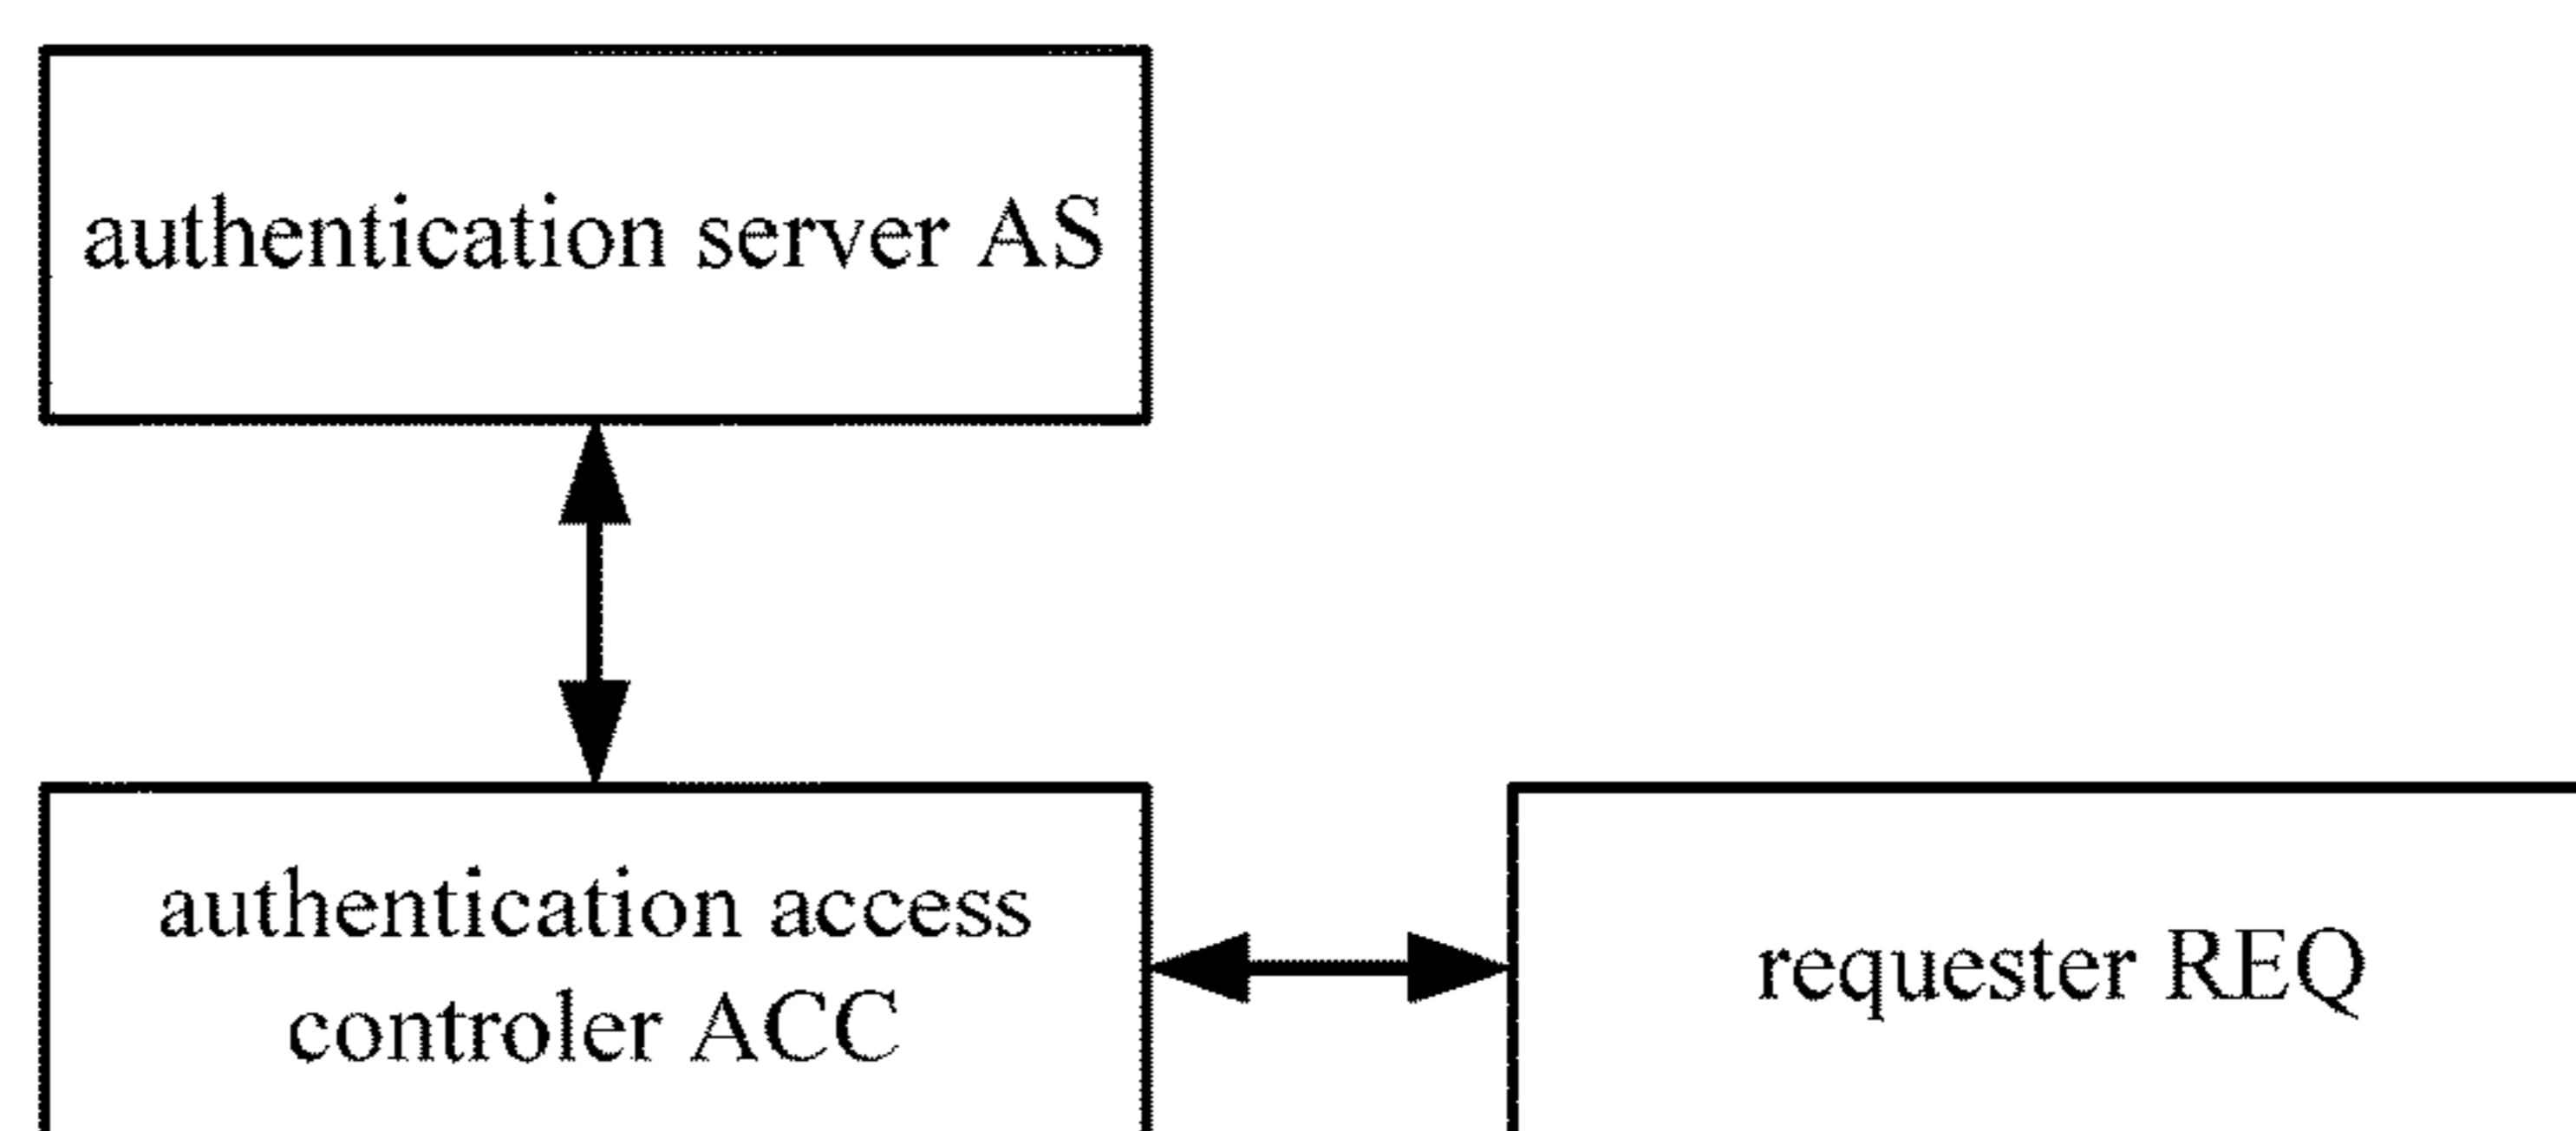 authentication server AS
authentication access
controler ACC
requester REQ